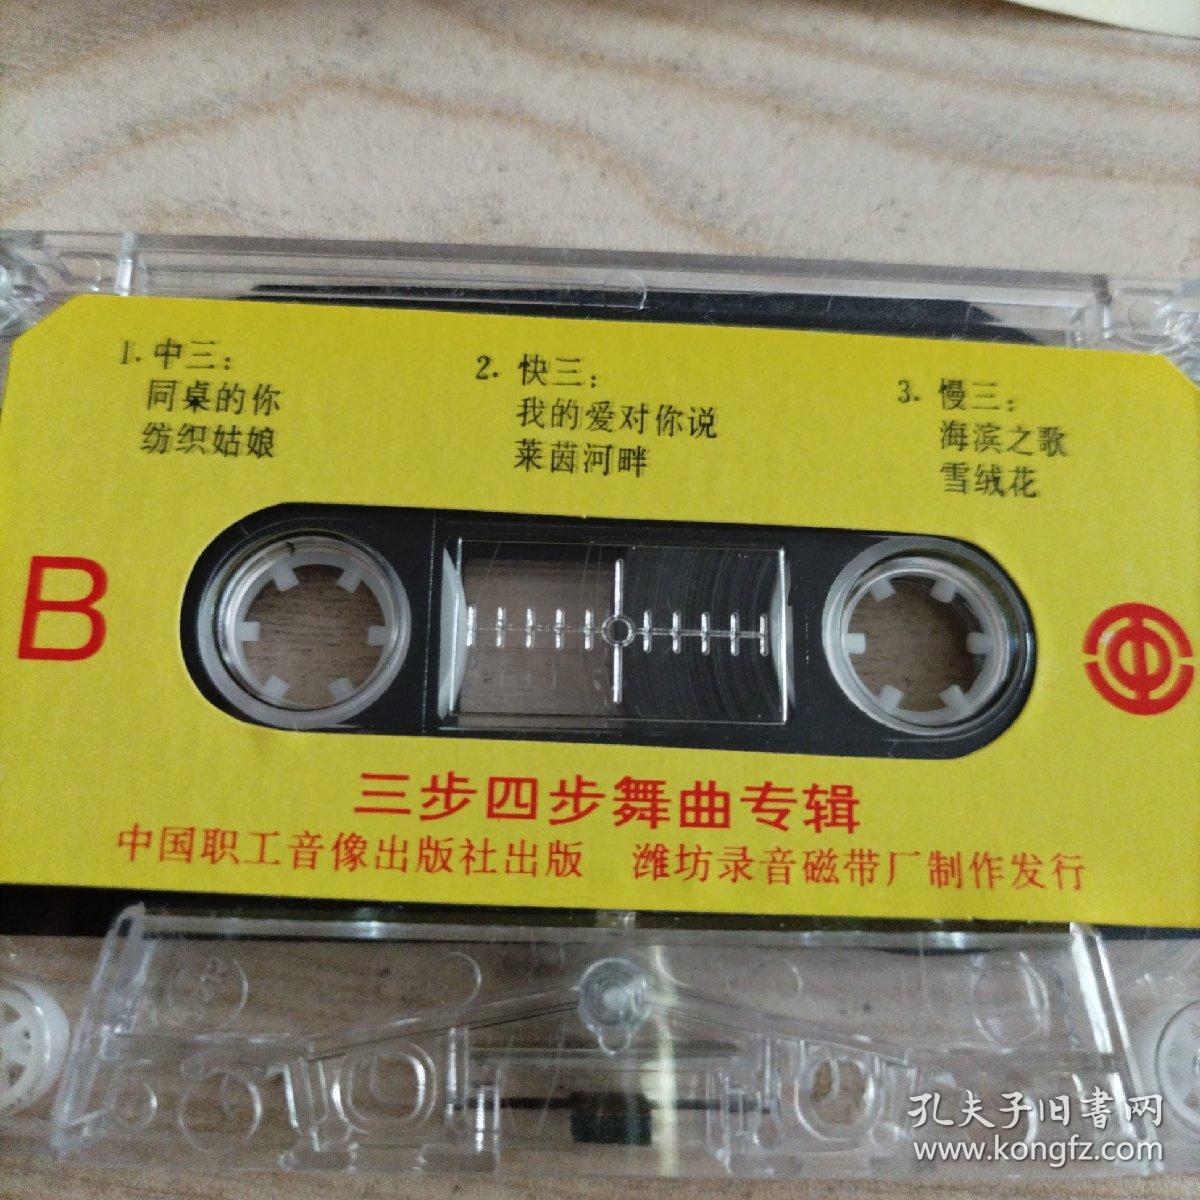 1. 中三：
同桌的你
纺织姑娘
2. 快三：
我的爱对你说
莱茵河畔
3. 慢三：
海滨之歌
雪绒花
B
三步四步舞曲专辑
中国职工音像出版社出版 潍坊录音磁带厂制作发行
孔夫子旧書网
www.kongfz.com